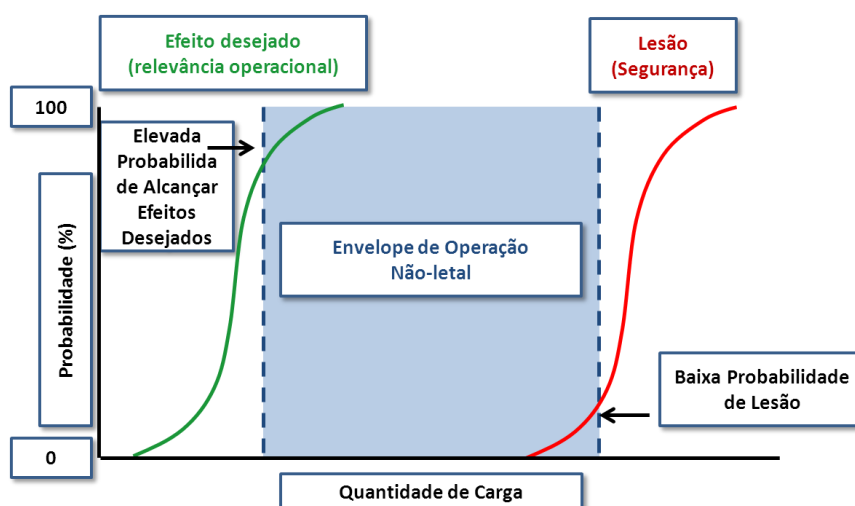 Efeito desejado
(relevância operacional)
Lesão
(Segurança)
100
Elevada
Probabilida
de Alcançar
Efeitos
Desejados
Probabilidade (%)
Envelope de Operação
Não-letal
Baixa Probabilidade
de Lesão
0
Quantidade de Carga